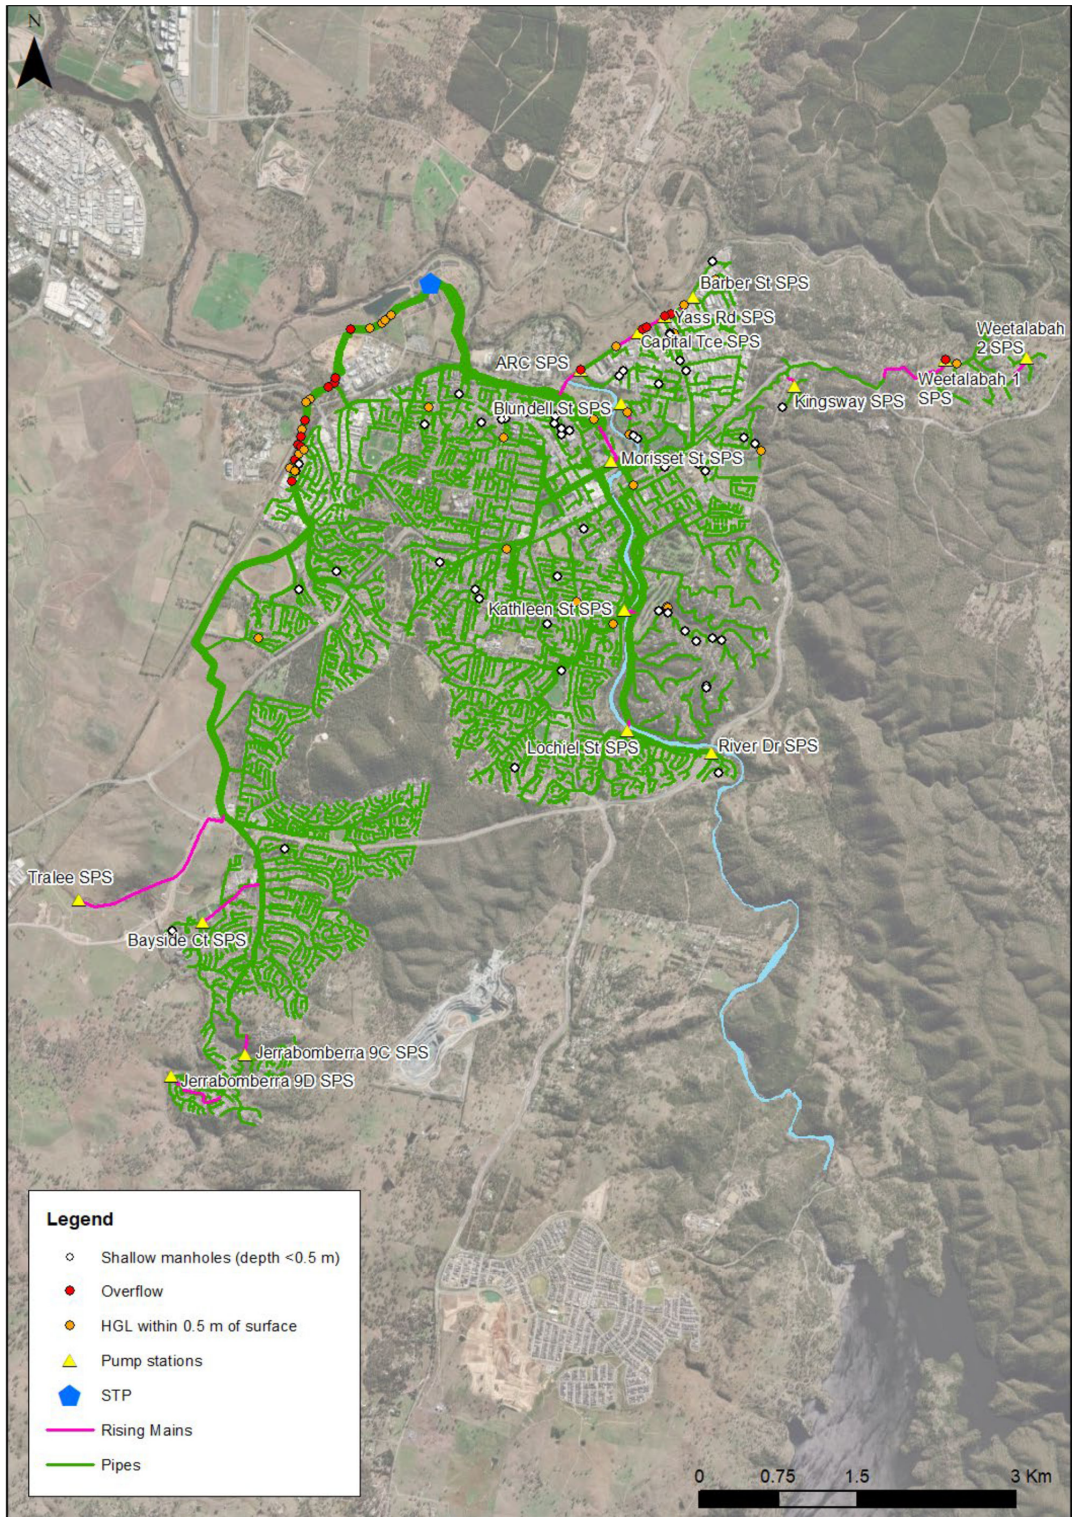 N
Barber St SPS
Yass Rd SPS
Capital Tce SPS
Weetalabah
2 SPS
ARC SPS
Weetalabah 1
SPS
Kingsway SPS
Blundell St SPS
Morisset St SPS
Kathleen St SPS
Lochiel St SPS
River Dr SPS
Tralee SPS
Bayside Ct SPS
Jerrabomberra 9C SPS
Jerrabomberra 9D SPS
Legend
Shallow manholes (depth <0.5 m)
Overflow
HGL within 0.5 m of surface
Pump stations
STP
Rising Mains
Pipes
0 0.75 1.5 3 Km